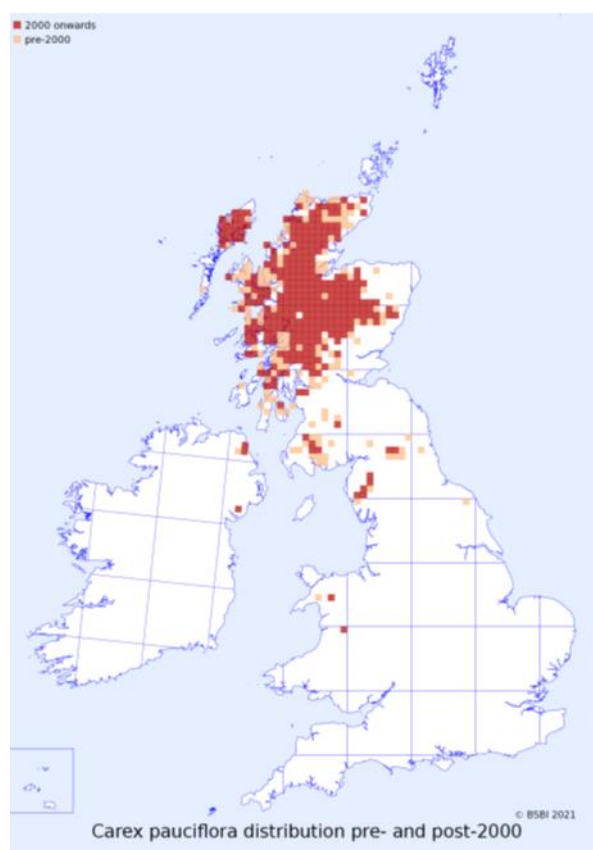 2000 onwards
pre-2000
© BSBI 2021
Carex pauciflora distribution pre- and post-2000